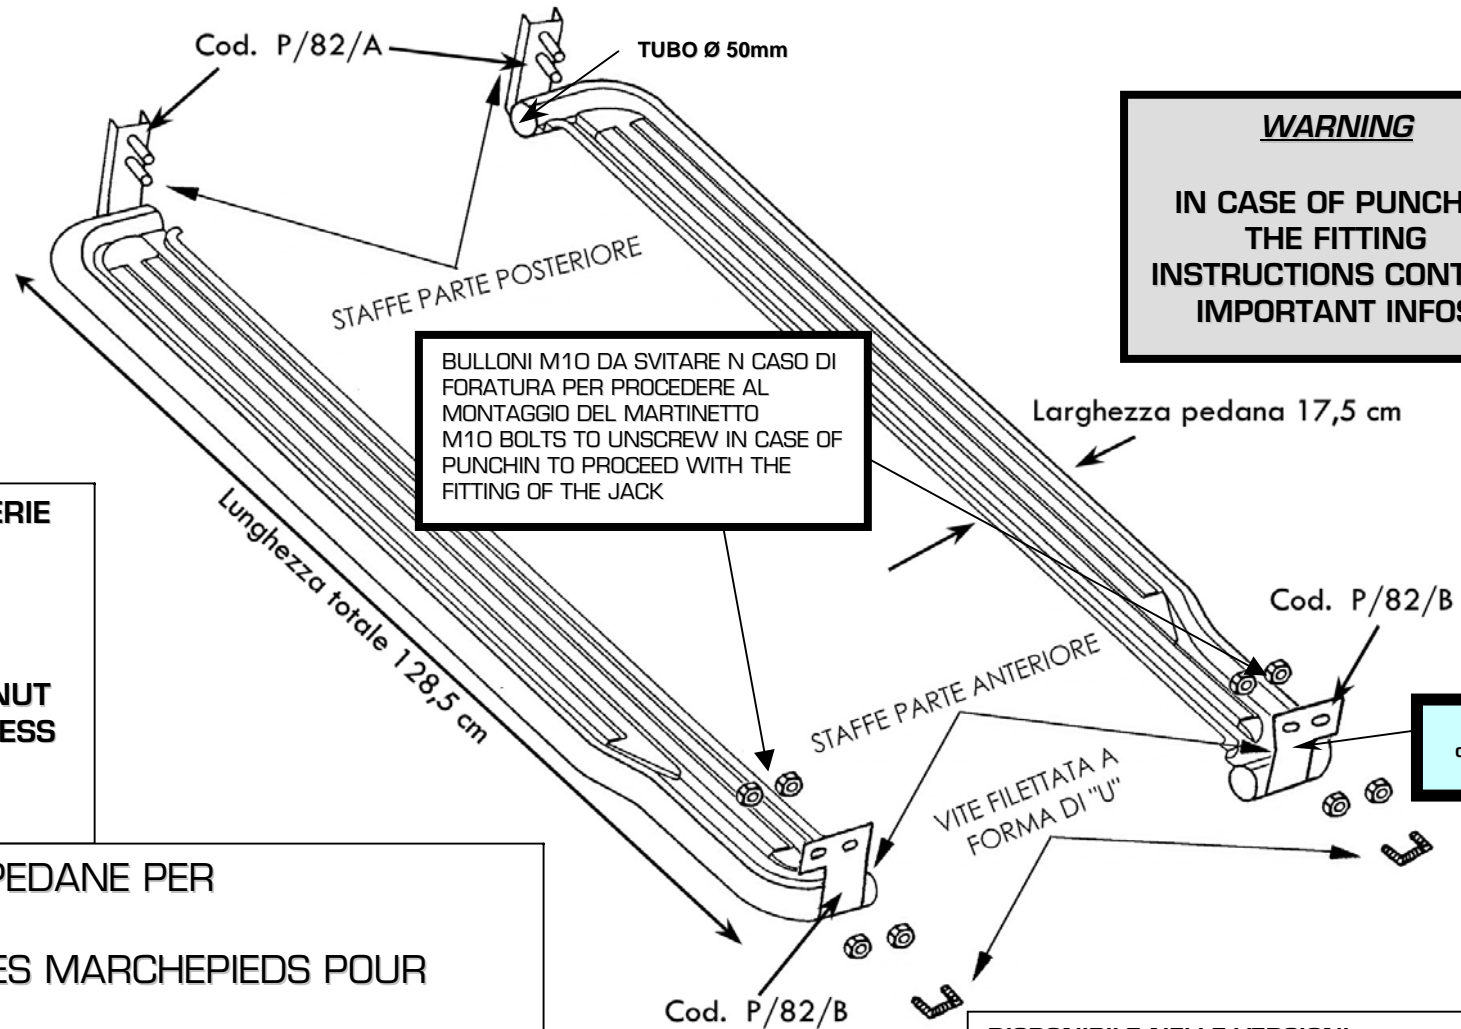 Cod. P/82/A
TUBO Ø 50mm
WARNING
IN CASE OF PUNCH
THE FITTING
INSTRUCTIONS CONT
IMPORTANT INFOS
STAFFE PARTE POSTERIORE
BULLONI M10 DA SVITARE N CASO DI
FORATURA PER PROCEDERE AL
MONTAGGIO DEL MARTINETTO
M10 BOLTS TO UNSCREW IN CASE OF
PUNCHIN TO PROCEED WITH THE
FITTING OF THE JACK
Larghezza pedana 17,5 cm
ERIE
Lunghezza totale 128,5 cm
Cod. P/82/B
NUT
ESS
STAFFE PARTE ANTERIORE
VITE FILETTATA A
FORMA DI "U"
PEDANE PER
ES MARCHEPIEDS POUR
Cod. P/82/B